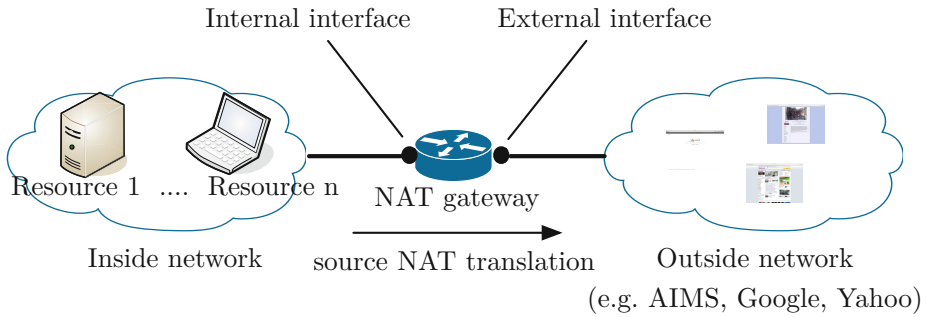 Internal interface
External interface
Resource 1 .... Resource n
NAT gateway
source NAT translation
Inside network
Outside network
(e.g. AIMS, Google, Yahoo)